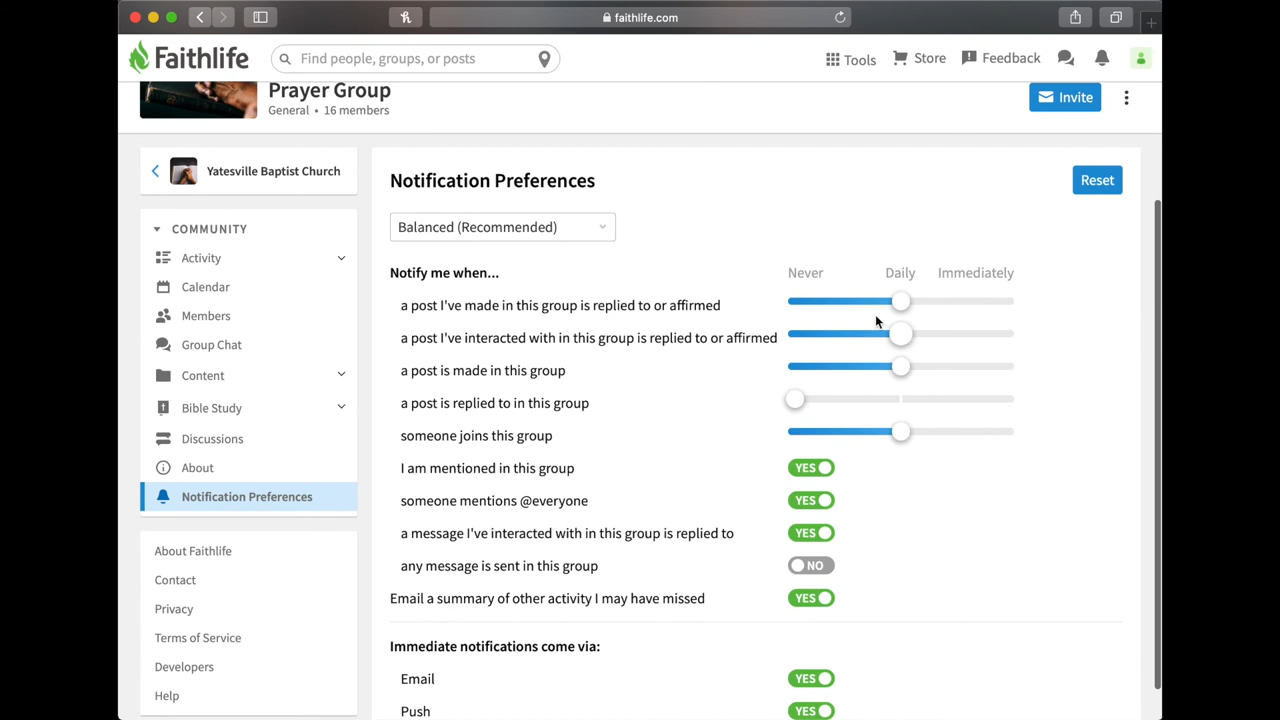 faithlife.com
Faithlife
Find people, groups, or posts
Tools
Store
Feedback
Prayer Group
General • 16 members
Invite
Yatesville Baptist Church
COMMUNITY
Activity
Calendar
Members
Group Chat
Content
Bible Study
Discussions
About
Notification Preferences
About Faithlife
Contact
Privacy
Terms of Service
Developers
Help
Notification Preferences
Reset
Balanced (Recommended)
Notify me when... Never Daily Immediately
a post I've made in this group is replied to or affirmed
a post I've interacted with in this group is replied to or affirmed
a post is made in this group
a post is replied to in this group
someone joins this group
I am mentioned in this group YES
someone mentions @everyone YES
a message I've interacted with in this group is replied to YES
any message is sent in this group NO
Email a summary of other activity I may have missed YES
Immediate notifications come via:
Email YES
Push YES